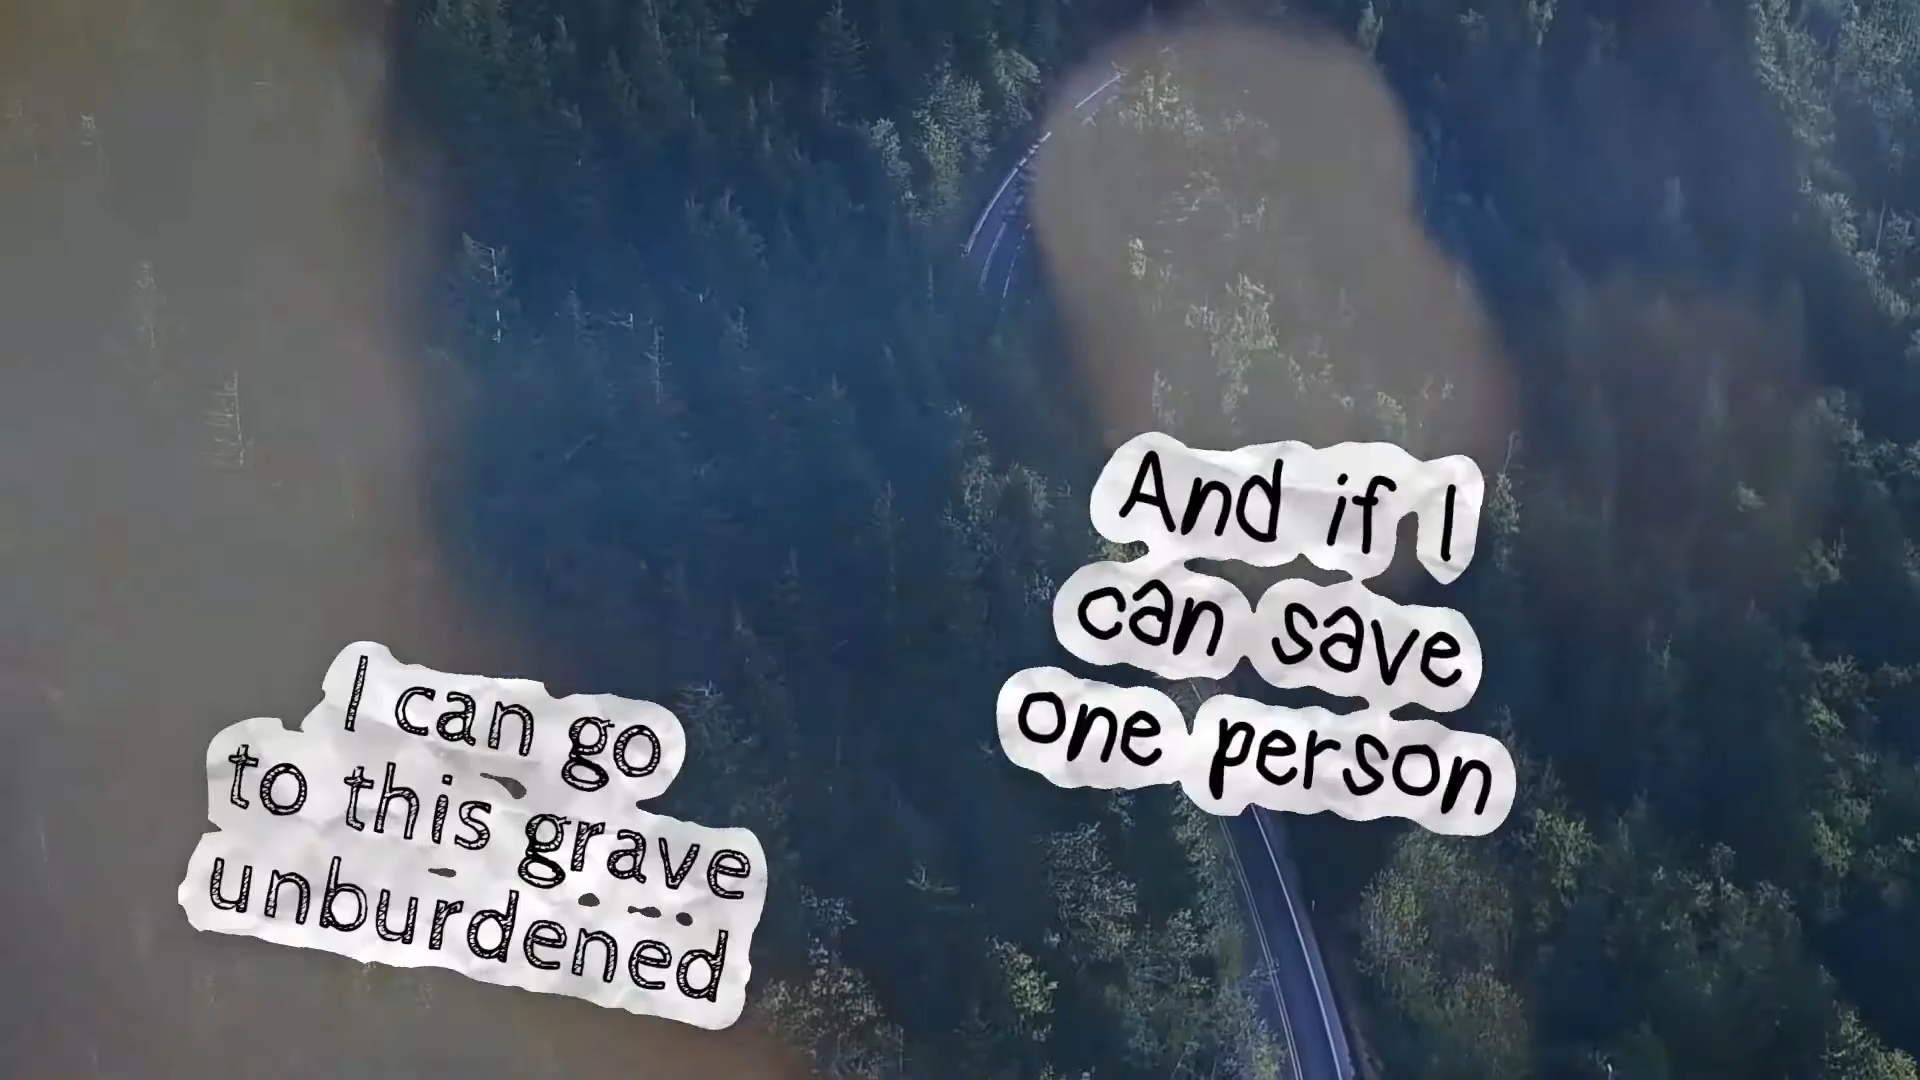 And if I
can save
one person
I can go
to this grave
unburdened